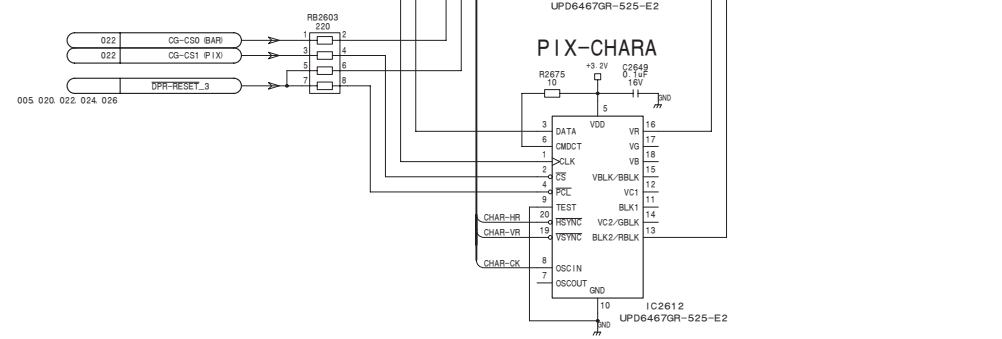 UPD6467GR-525-E2
RB2603
220
022 CG-CS0 (BAR) 1 2
022 CG-CS1 (PIX) 3 4
5 6
DPR-RESET_3 7 8
005. 020. 022. 024. 026
PIX-CHARA
+3.2V
R2675
10
C2649
0.1uF
16V
GND
5
VDD
3 DATA VR 16
6 CMDCT VG 17
1 CLK VB 18
2 CS VBLK/BBLK 15
4 PCL VC1 12
9 TEST BLK1 11
CHAR-HR 20 HSYNC VC2/GBLK 14
CHAR-VR 19 VSYNC BLK2/RBLK 13
CHAR-CK 8 OSCIN
7 OSCOUT
GND
10
IC2612
UPD6467GR-525-E2
GND